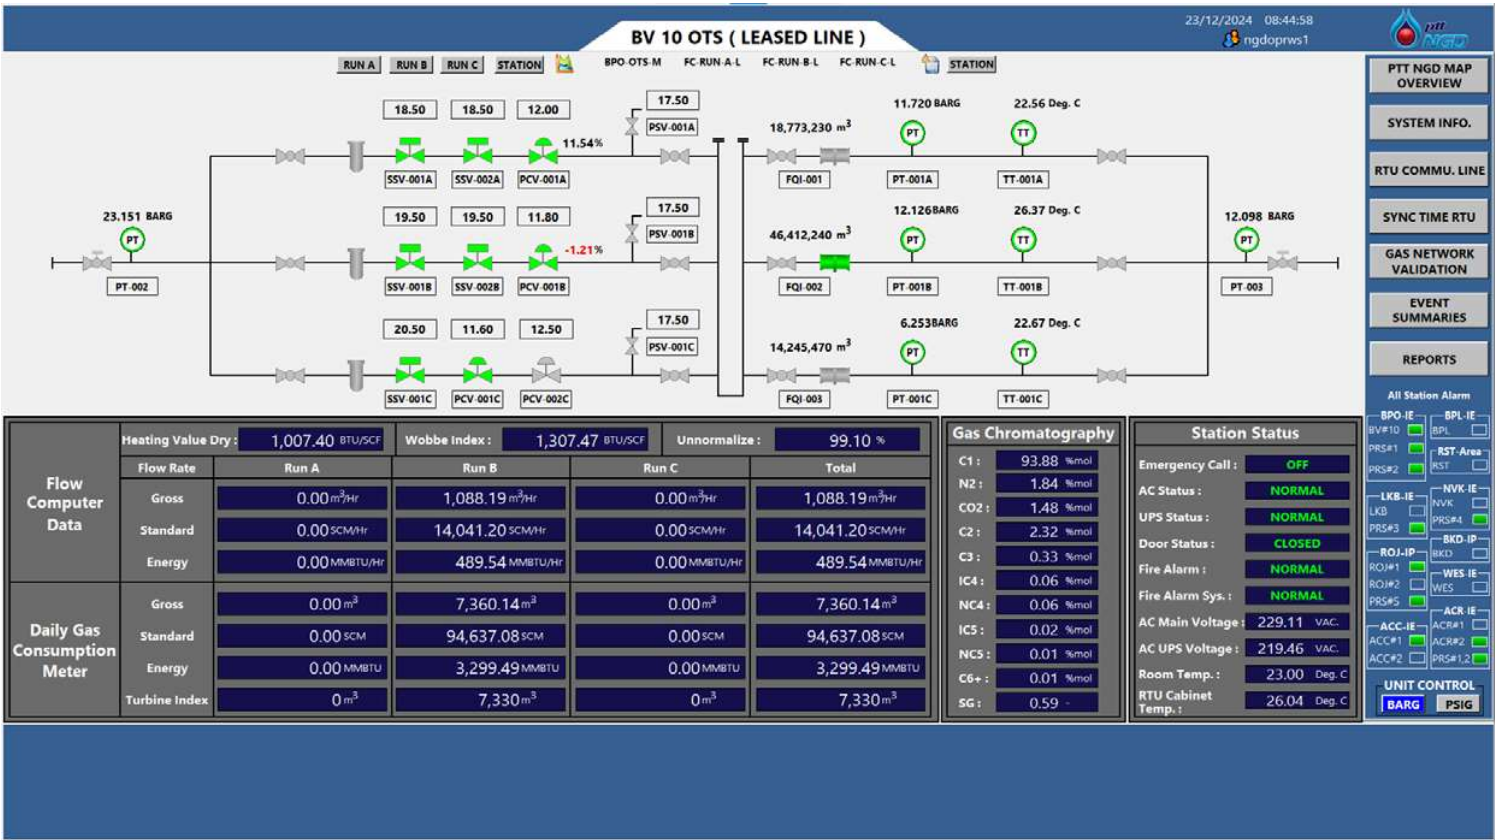 23/12/2024 08:44:58
ngdoprws1
BV 10 OTS ( LEASED LINE )
ptt
NGD
RUN A RUN B RUN C STATION BPO-OTS-M FC-RUN-A-L FC-RUN-B-L FC-RUN-C-L STATION
18.50 18.50 12.00 17.50 11.720 BARG 22.56 Deg. C
11.54% PSV-001A 18,773,230 m³ PT TT
SSV-001A SSV-002A PCV-001A FQI-001 PT-001A TT-001A
23.151 BARG 19.50 19.50 11.80 17.50 12.126BARG 26.37 Deg. C 12.098 BARG
PT -1.21% PSV-001B 46,412,240 m³ PT TT PT
PT-002 SSV-001B SSV-002B PCV-001B FQI-002 PT-001B TT-001B PT-003
20.50 11.60 12.50 17.50 6.253BARG 22.67 Deg. C
PSV-001C 14,245,470 m³ PT TT
SSV-001C PCV-001C PCV-002C FQI-003 PT-001C TT-001C
Flow Computer Data
Heating Value Dry : 1,007.40 BTU/SCF Wobbe Index : 1,307.47 BTU/SCF Unnormalize : 99.10 %
Flow Rate Run A Run B Run C Total
Gross 0.00 m³/Hr 1,088.19 m³/Hr 0.00 m³/Hr 1,088.19 m³/Hr
Standard 0.00 SCM/Hr 14,041.20 SCM/Hr 0.00 SCM/Hr 14,041.20 SCM/Hr
Energy 0.00 MMBTU/Hr 489.54 MMBTU/Hr 0.00 MMBTU/Hr 489.54 MMBTU/Hr
Daily Gas Consumption Meter
Gross 0.00 m³ 7,360.14 m³ 0.00 m³ 7,360.14 m³
Standard 0.00 SCM 94,637.08 SCM 0.00 SCM 94,637.08 SCM
Energy 0.00 MMBTU 3,299.49 MMBTU 0.00 MMBTU 3,299.49 MMBTU
Turbine Index 0 m³ 7,330 m³ 0 m³ 7,330 m³
Gas Chromatography
C1 : 93.88 %mol
N2 : 1.84 %mol
CO2 : 1.48 %mol
C2 : 2.32 %mol
C3 : 0.33 %mol
IC4 : 0.06 %mol
NC4 : 0.06 %mol
IC5 : 0.02 %mol
NC5 : 0.01 %mol
C6+ : 0.01 %mol
SG : 0.59 -
Station Status
Emergency Call : OFF
AC Status : NORMAL
UPS Status : NORMAL
Door Status : CLOSED
Fire Alarm : NORMAL
Fire Alarm Sys. : NORMAL
AC Main Voltage : 229.11 VAC.
AC UPS Voltage : 219.46 VAC.
Room Temp. : 23.00 Deg. C
RTU Cabinet Temp. : 26.04 Deg. C
PTT NGD MAP
OVERVIEW
SYSTEM INFO.
RTU COMMU. LINE
SYNC TIME RTU
GAS NETWORK
VALIDATION
EVENT
SUMMARIES
REPORTS
All Station Alarm
BPO-IE BPL-IE
BV#10 BPL
PRS#1 RST-Area
PRS#2 RST
LKB-IE NVK-IE
LKB NVK
PRS#3 PRS#4
ROJ-IP BKD-IP
ROJ#1 BKD
ROJ#2 WES-IE
PRS#5 WES
ACC-IE ACR-IE
ACC#1 ACR#1
ACC#2 ACR#2
PRS#1,2
UNIT CONTROL
BARG PSIG